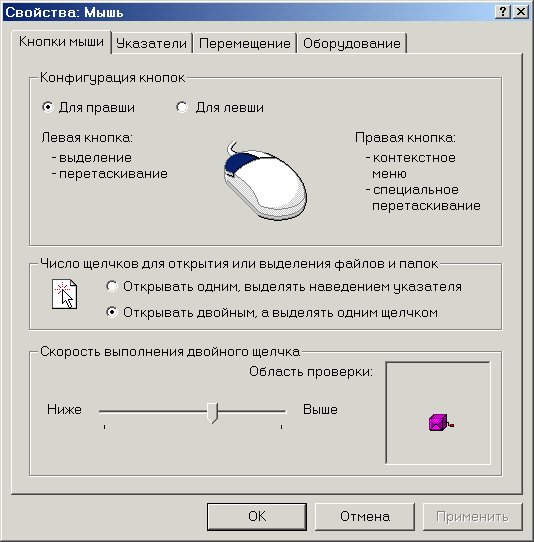 Свойства: Мышь
Кнопки мыши Указатели Перемещение Оборудование
Конфигурация кнопок
Для правши Для левши
Левая кнопка:
- выделение
- перетаскивание
Правая кнопка:
- контекстное
меню
- специальное
перетаскивание
Число щелчков для открытия или выделения файлов и папок
Открывать одним, выделять наведением указателя
Открывать двойным, а выделять одним щелчком
Скорость выполнения двойного щелчка
Область проверки:
Ниже Выше
OK Отмена Применить